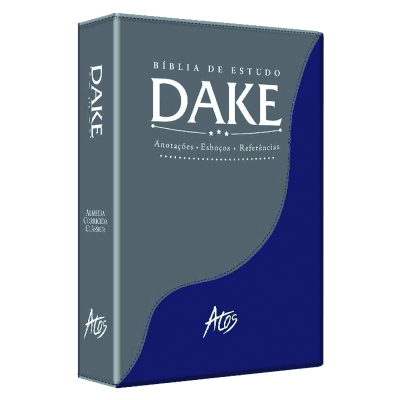 BÍBLIA DE ESTUDO
DAKE
Anotações • Esboços • Referências
Atos
DAKE
ALMEIDA
CORRIGIDA
CLÁSSICA
Atos